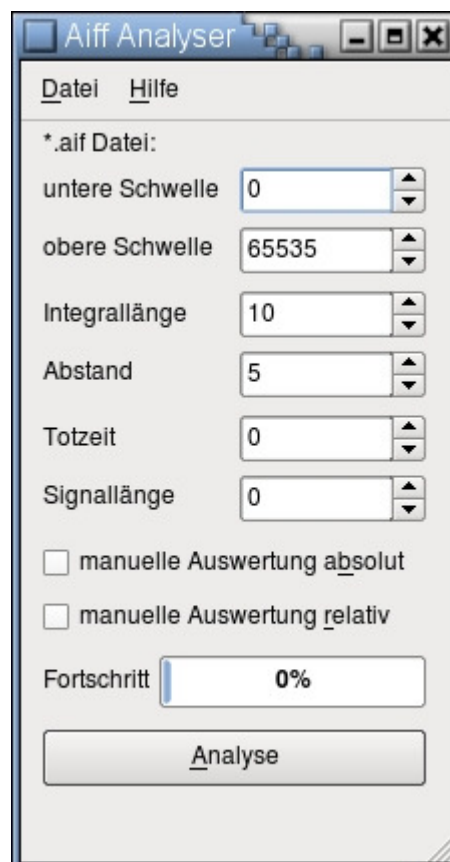 Aiff Analyser
Datei Hilfe
*.aif Datei:
untere Schwelle 0
obere Schwelle 65535
Integrallänge 10
Abstand 5
Totzeit 0
Signallänge 0
manuelle Auswertung absolut
manuelle Auswertung relativ
Fortschritt 0%
Analyse